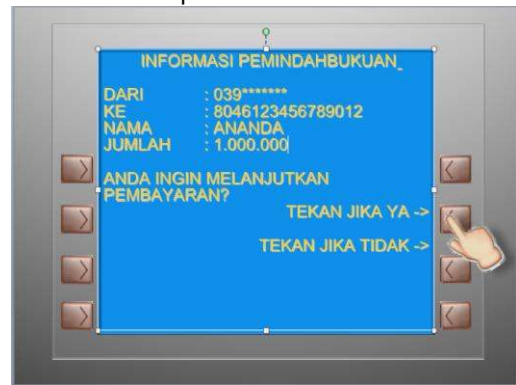 INFORMASI PEMINDAHBUKUAN_
DARI : 039*******
KE : 8046123456789012
NAMA : ANANDA
JUMLAH : 1.000.000
ANDA INGIN MELANJUTKAN
PEMBAYARAN?
TEKAN JIKA YA ->
TEKAN JIKA TIDAK ->